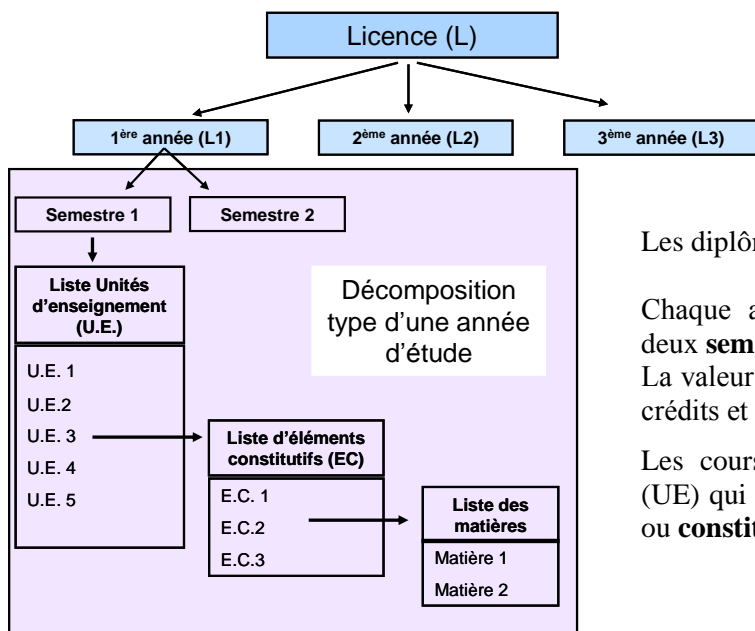 Licence (L)
1ère année (L1)
2ème année (L2)
3ème année (L3)
Semestre 1
Semestre 2
Liste Unités
d'enseignement
(U.E.)
U.E. 1
U.E.2
U.E. 3
U.E. 4
U.E. 5
Décomposition
type d'une année
d'étude
Liste d'éléments
constitutifs (EC)
E.C. 1
E.C.2
E.C.3
Liste des
matières
Matière 1
Matière 2
Les
Chaque a
deux sem
La valeur
crédits et
Les cours
(UE) qui
ou constit